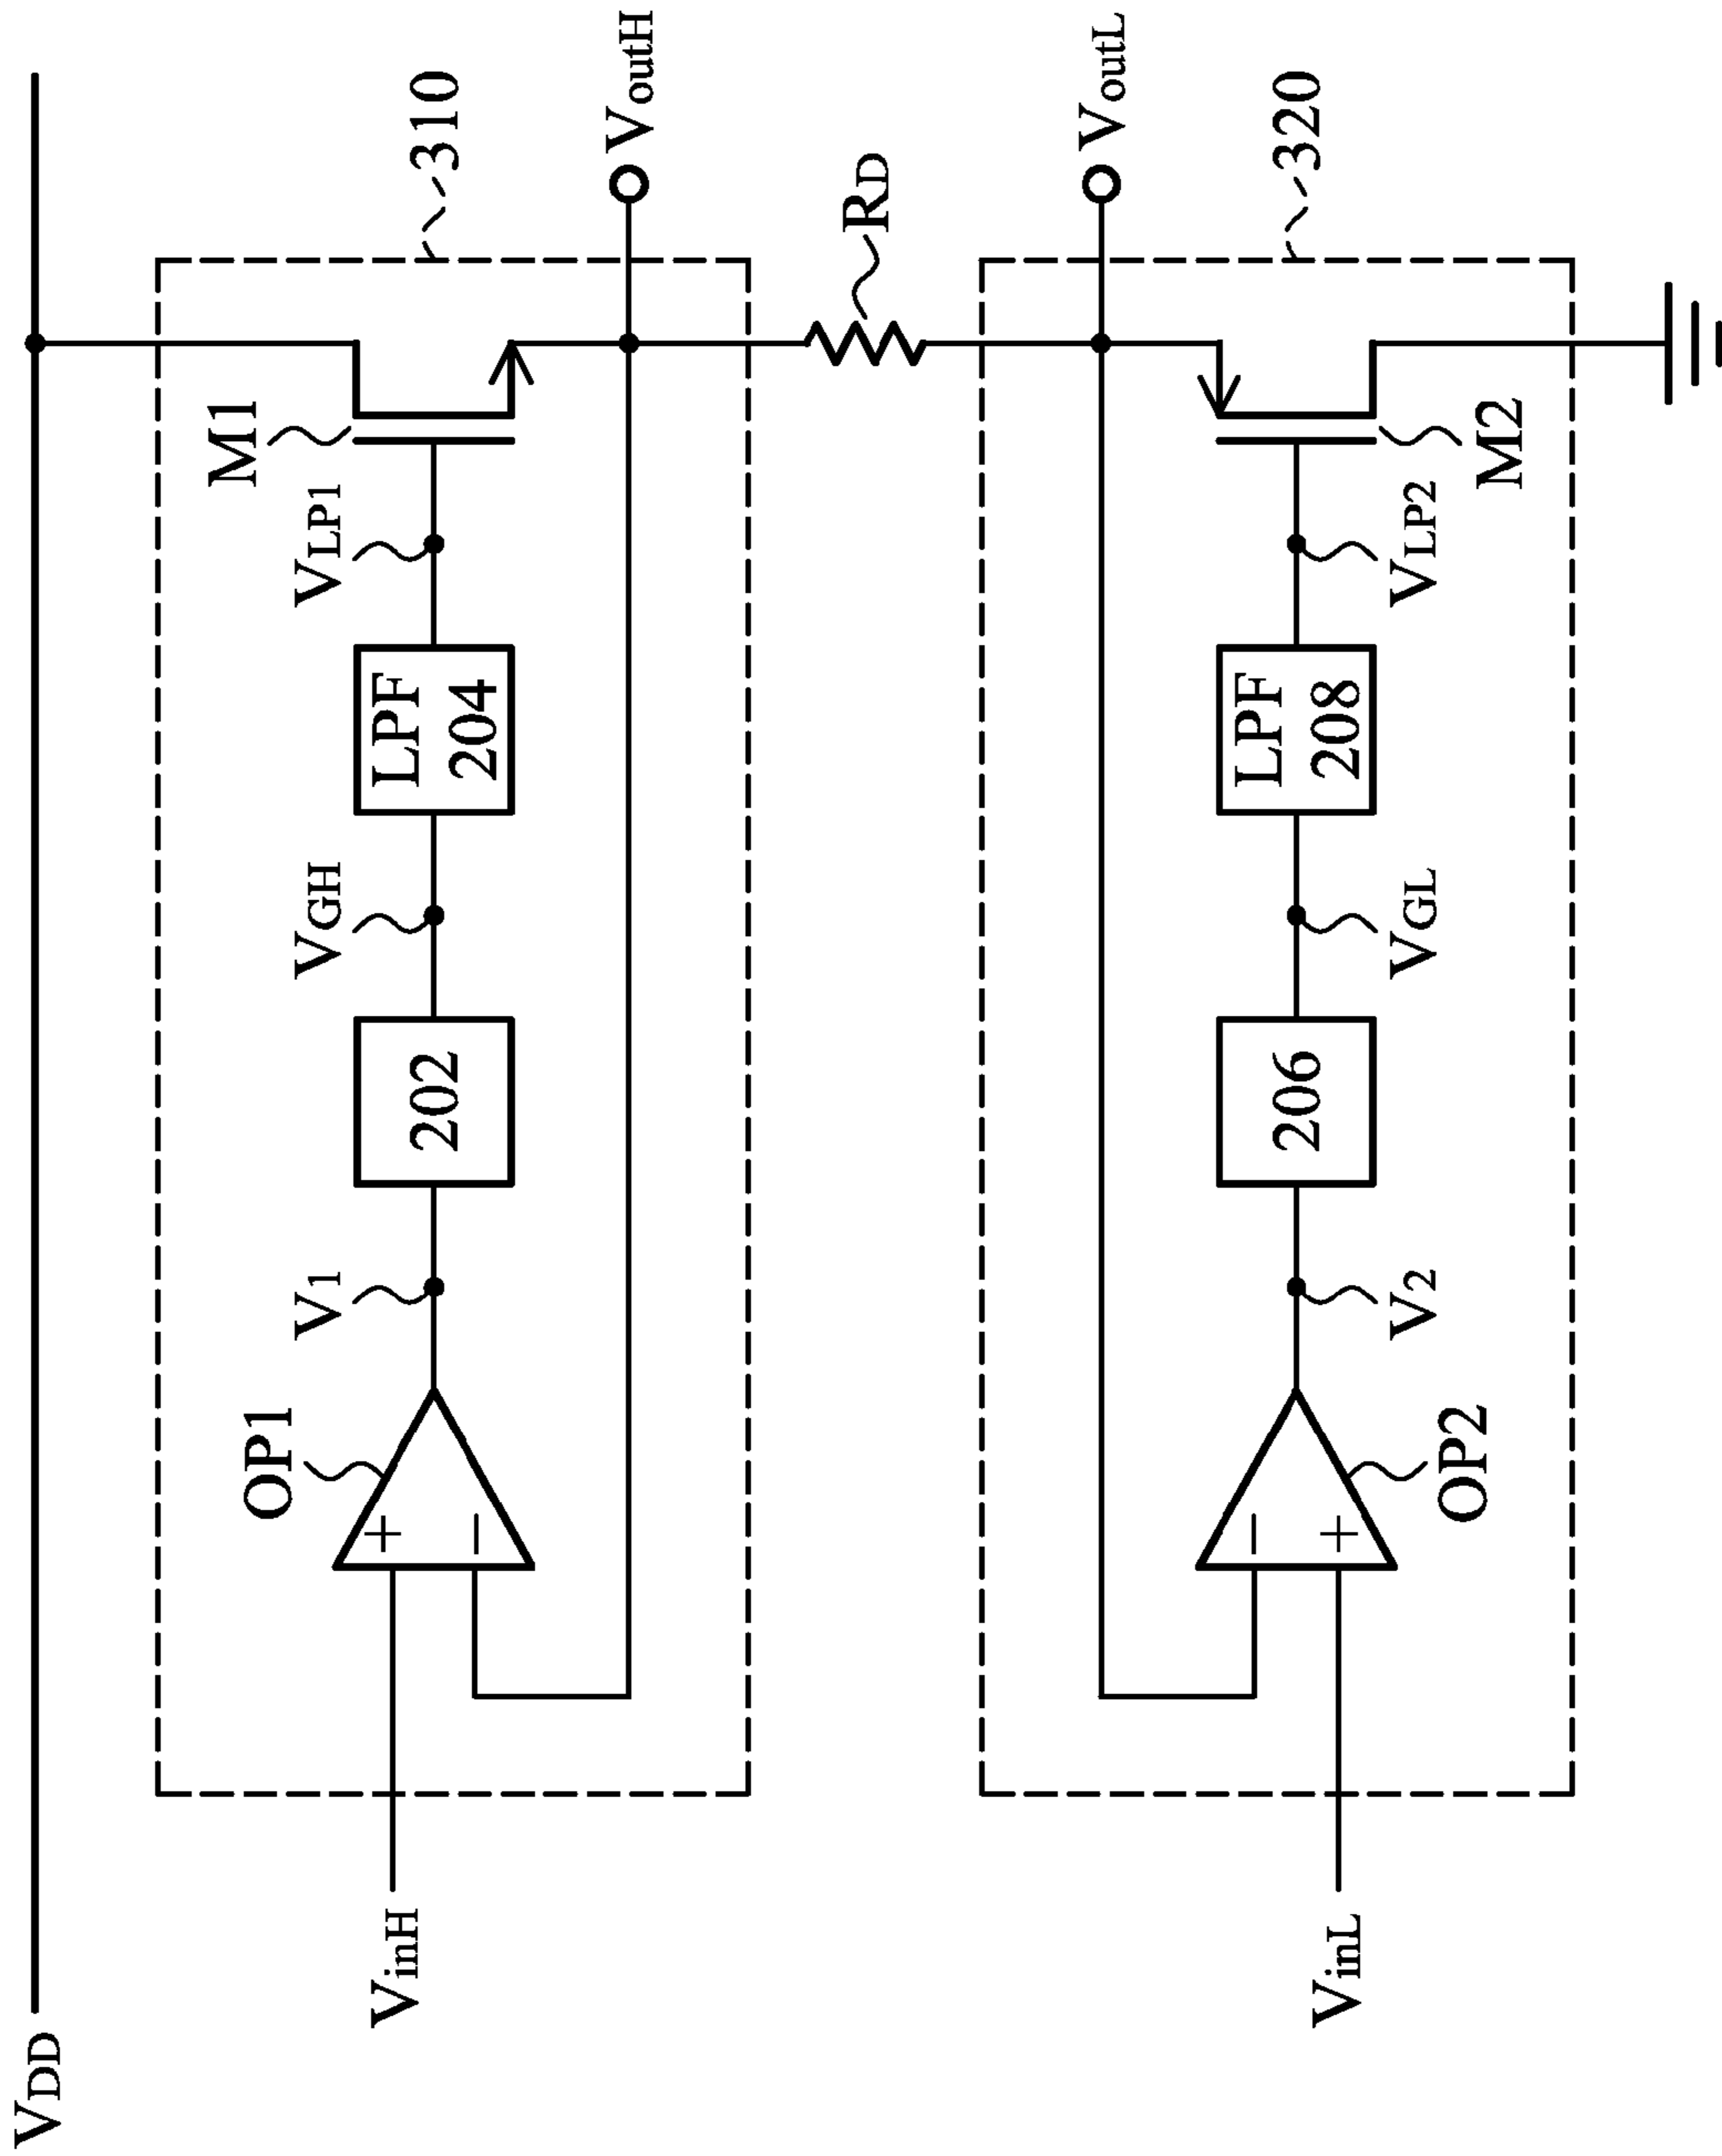 VDD
310
M1
VinH
OP1
+
−
V1
202
VGH
LPF
204
VLP1
VoutH
RD
VoutL
320
VinL
OP2
−
+
V2
206
VGL
LPF
208
VLP2
M2